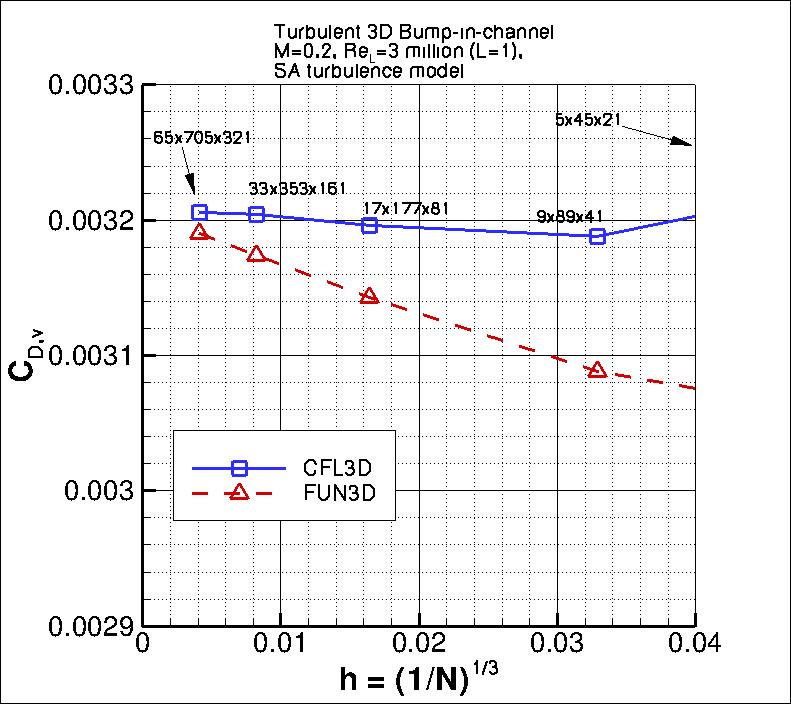 Turbulent 3D Bump-in-channel
M=0.2, Re_L=3 million (L=1),
SA turbulence model
0.0033
5x45x21
65x705x321
33x353x161
17x177x81
9x89x41
0.0032
C_D,v
0.0031
CFL3D
0.003
FUN3D
0.0029
0 0.01 0.02 0.03 0.04
h = (1/N)^1/3